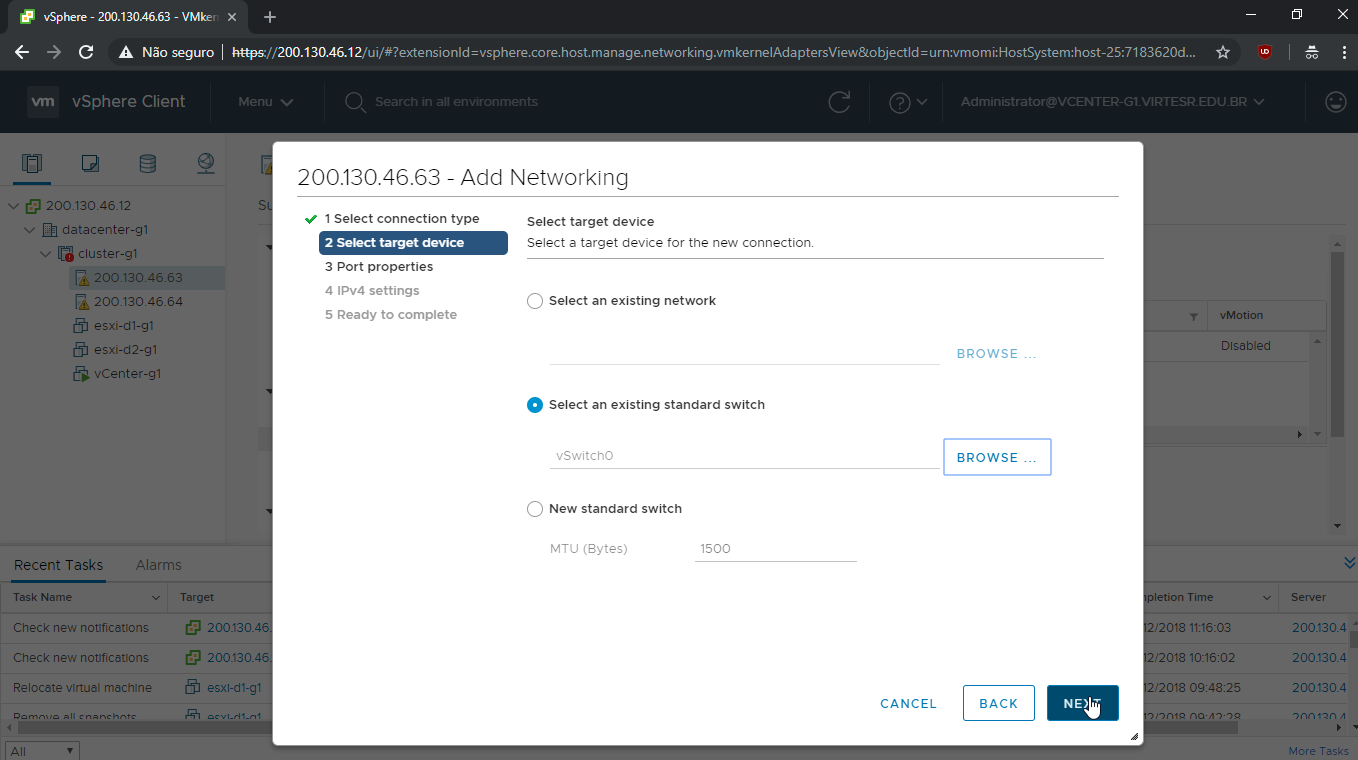 vSphere - 200.130.46.63 - VMker
Não seguro https://200.130.46.12/ui/#?extensionId=vsphere.core.host.manage.networking.vmkernelAdaptersView&objectId=urn:vmomi:HostSystem:host-25:7183620d...
vm vSphere Client Menu Search in all environments Administrator@VCENTER-G1.VIRTESR.EDU.BR
200.130.46.12
datacenter-g1
cluster-g1
200.130.46.63
200.130.46.64
esxi-d1-g1
esxi-d2-g1
vCenter-g1
Su
200.130.46.63 - Add Networking
1 Select connection type
2 Select target device
3 Port properties
4 IPv4 settings
5 Ready to complete
Select target device
Select a target device for the new connection.
Select an existing network
BROWSE ...
Select an existing standard switch
vSwitch0 BROWSE ...
New standard switch
MTU (Bytes) 1500
CANCEL BACK NEXT
vMotion
Disabled
Recent Tasks Alarms
Task Name Target pletion Time Server
Check new notifications 200.130.46. 12/2018 11:16:03 200.130.4
Check new notifications 200.130.46. 12/2018 10:16:02 200.130.4
Relocate virtual machine esxi-d1-g1 12/2018 09:48:25 200.130.4
Remove all snapshots esxi-d1-g1 12/2018 09:42:28 200.130.4
All More Tasks